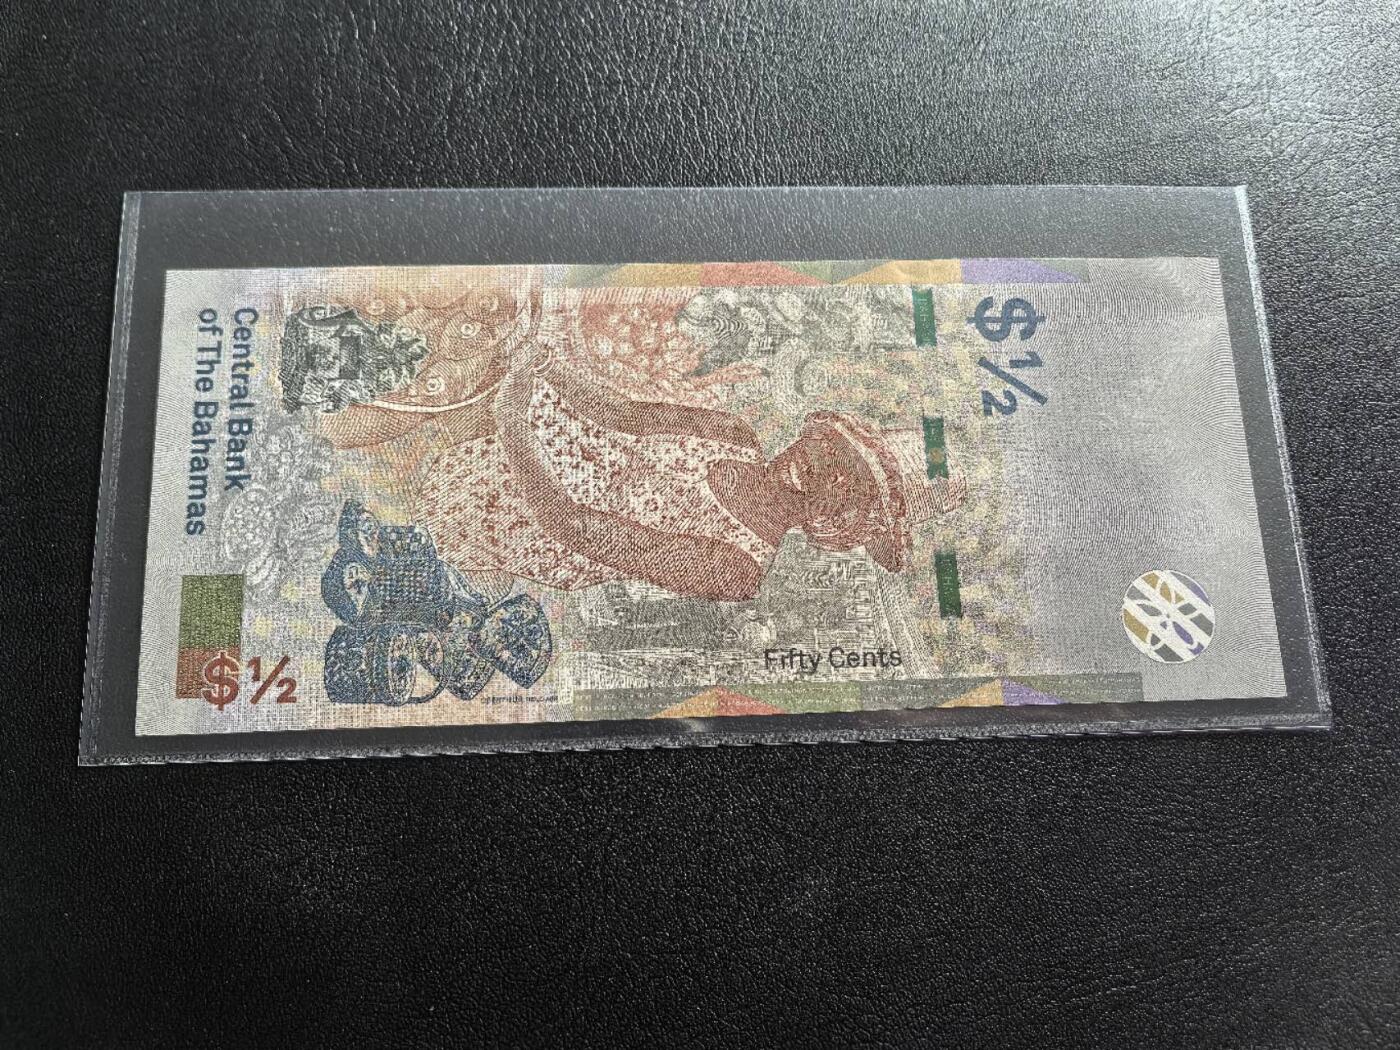 Central Bank
of The Bahamas
$½
$½
Fifty Cents